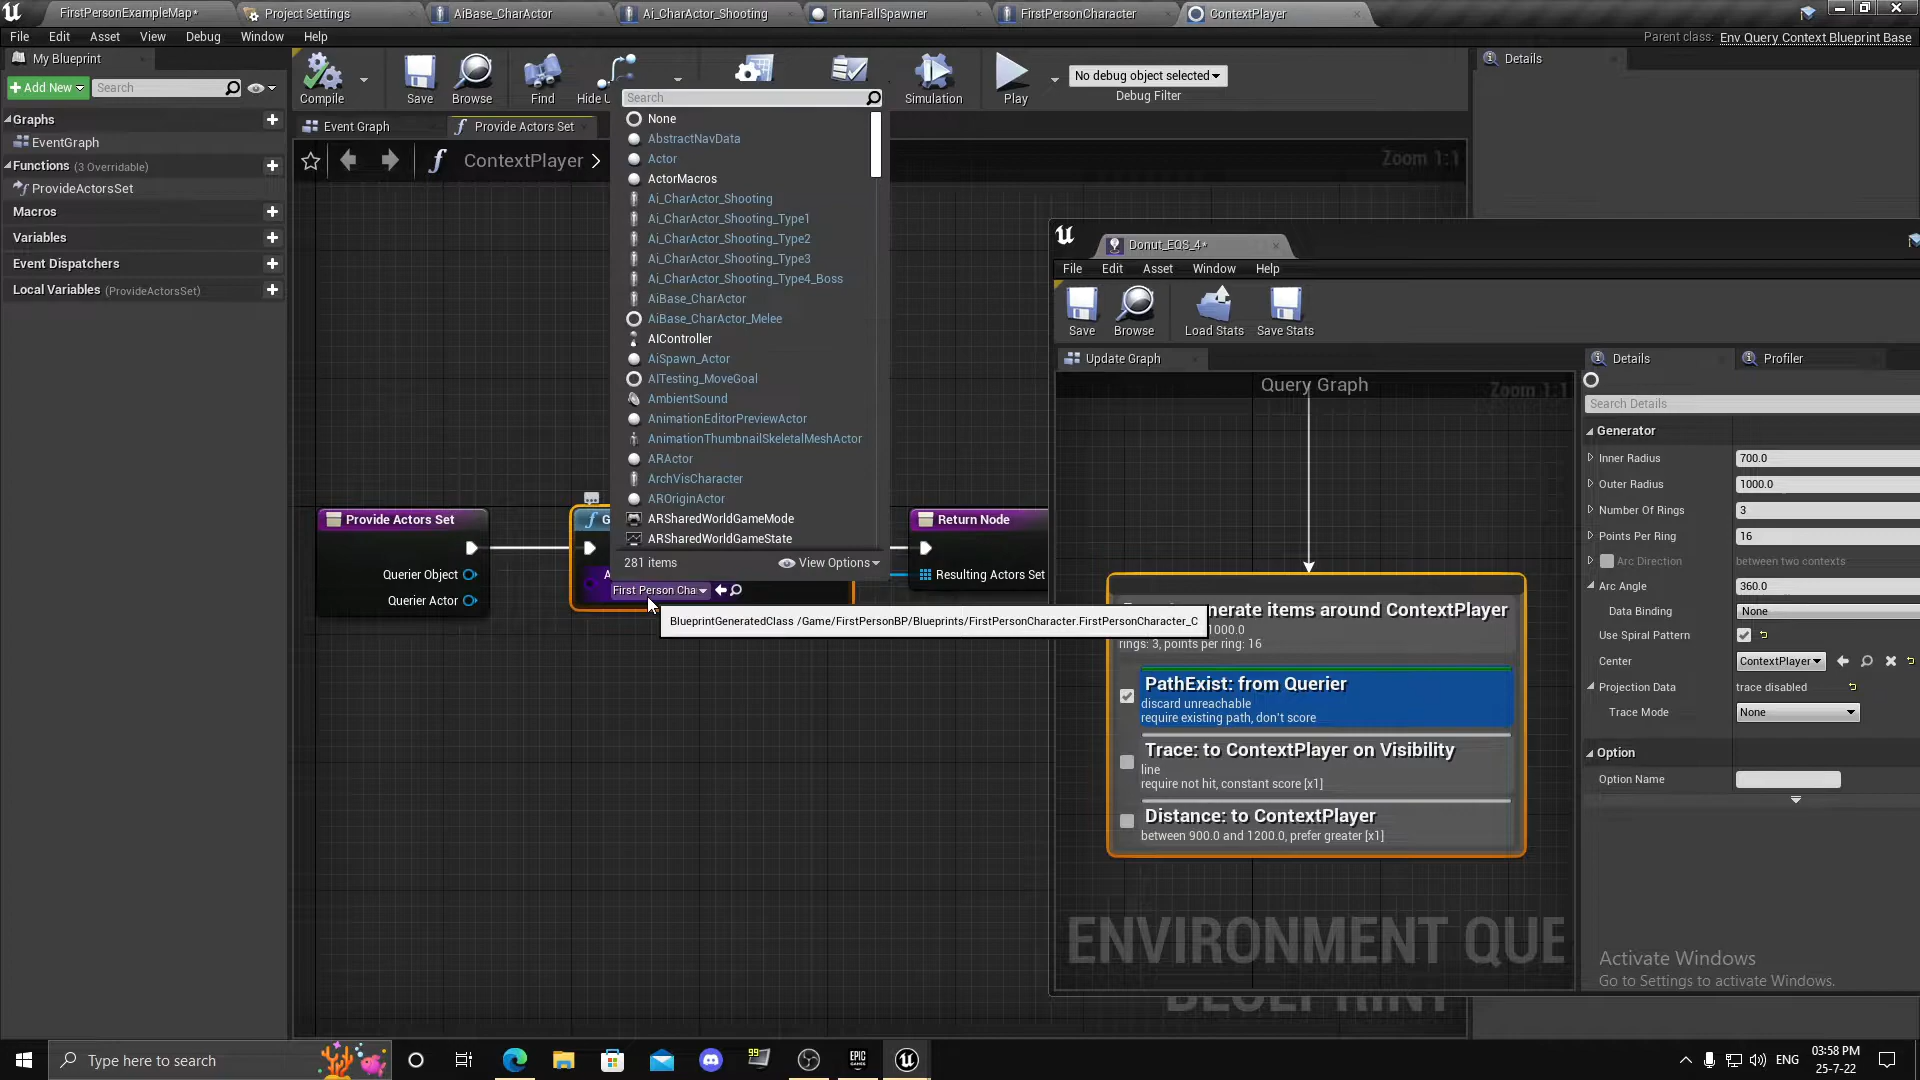 FirstPersonExampleMap*
Project Settings
AiBase_CharActor
Ai_CharActor_Shooting
TitanFallSpawner
FirstPersonCharacter
ContextPlayer
File Edit Asset View Debug Window Help
Parent class: Env Query Context Blueprint Base
My Blueprint
Add New
Search
Graphs
EventGraph
Functions (3 Overridable)
ProvideActorsSet
Macros
Variables
Event Dispatchers
Local Variables (ProvideActorsSet)
Compile
Save
Browse
Find
Hide U
Simulation
Play
No debug object selected
Debug Filter
Details
Event Graph
Provide Actors Set
ContextPlayer >
Zoom 1:1
Search
None
AbstractNavData
Actor
ActorMacros
Ai_CharActor_Shooting
Ai_CharActor_Shooting_Type1
Ai_CharActor_Shooting_Type2
Ai_CharActor_Shooting_Type3
Ai_CharActor_Shooting_Type4_Boss
AiBase_CharActor
AiBase_CharActor_Melee
AIController
AiSpawn_Actor
AITesting_MoveGoal
AmbientSound
AnimationEditorPreviewActor
AnimationThumbnailSkeletalMeshActor
ARActor
ArchVisCharacter
AROriginActor
ARSharedWorldGameMode
ARSharedWorldGameState
281 items
View Options
Provide Actors Set
Querier Object
Querier Actor
First Person Cha
Return Node
Resulting Actors Set
BlueprintGeneratedClass /Game/FirstPersonBP/Blueprints/FirstPersonCharacter.FirstPersonCharacter_C
Donut_EQS_4*
File Edit Asset Window Help
Save
Browse
Load Stats
Save Stats
Update Graph
Query Graph
Zoom 1:1
enerate items around ContextPlayer
1000.0
rings: 3, points per ring: 16
PathExist: from Querier
discard unreachable
require existing path, don't score
Trace: to ContextPlayer on Visibility
line
require not hit, constant score [x1]
Distance: to ContextPlayer
between 900.0 and 1200.0, prefer greater [x1]
ENVIRONMENT QUE
BLUEPRINT
Details
Profiler
Search Details
Generator
Inner Radius 700.0
Outer Radius 1000.0
Number Of Rings 3
Points Per Ring 16
Arc Direction between two contexts
Arc Angle 360.0
Data Binding None
Use Spiral Pattern
Center ContextPlayer
Projection Data trace disabled
Trace Mode None
Option
Option Name
Activate Windows
Go to Settings to activate Windows.
Type here to search
99
EPIC GAMES
ENG
03:58 PM
25-7-22